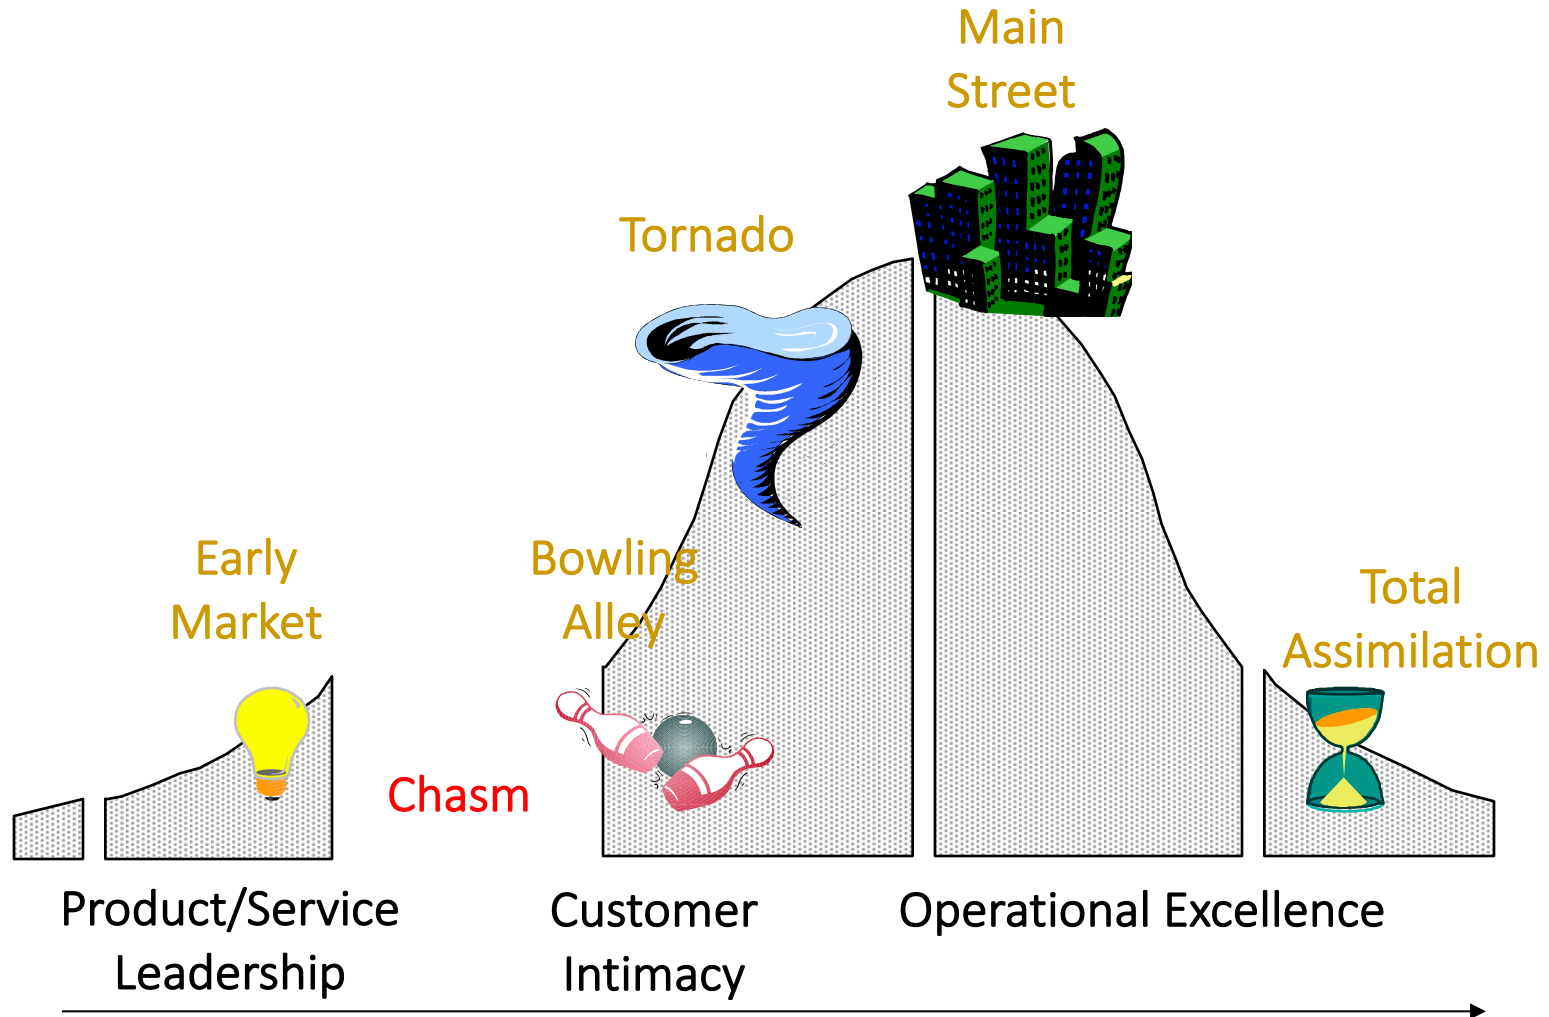 Main
Street
Tornado
Early
Market
Bowling
Alley
Total
Assimilation
Chasm
Product/Service
Leadership
Customer
Intimacy
Operational Excellence